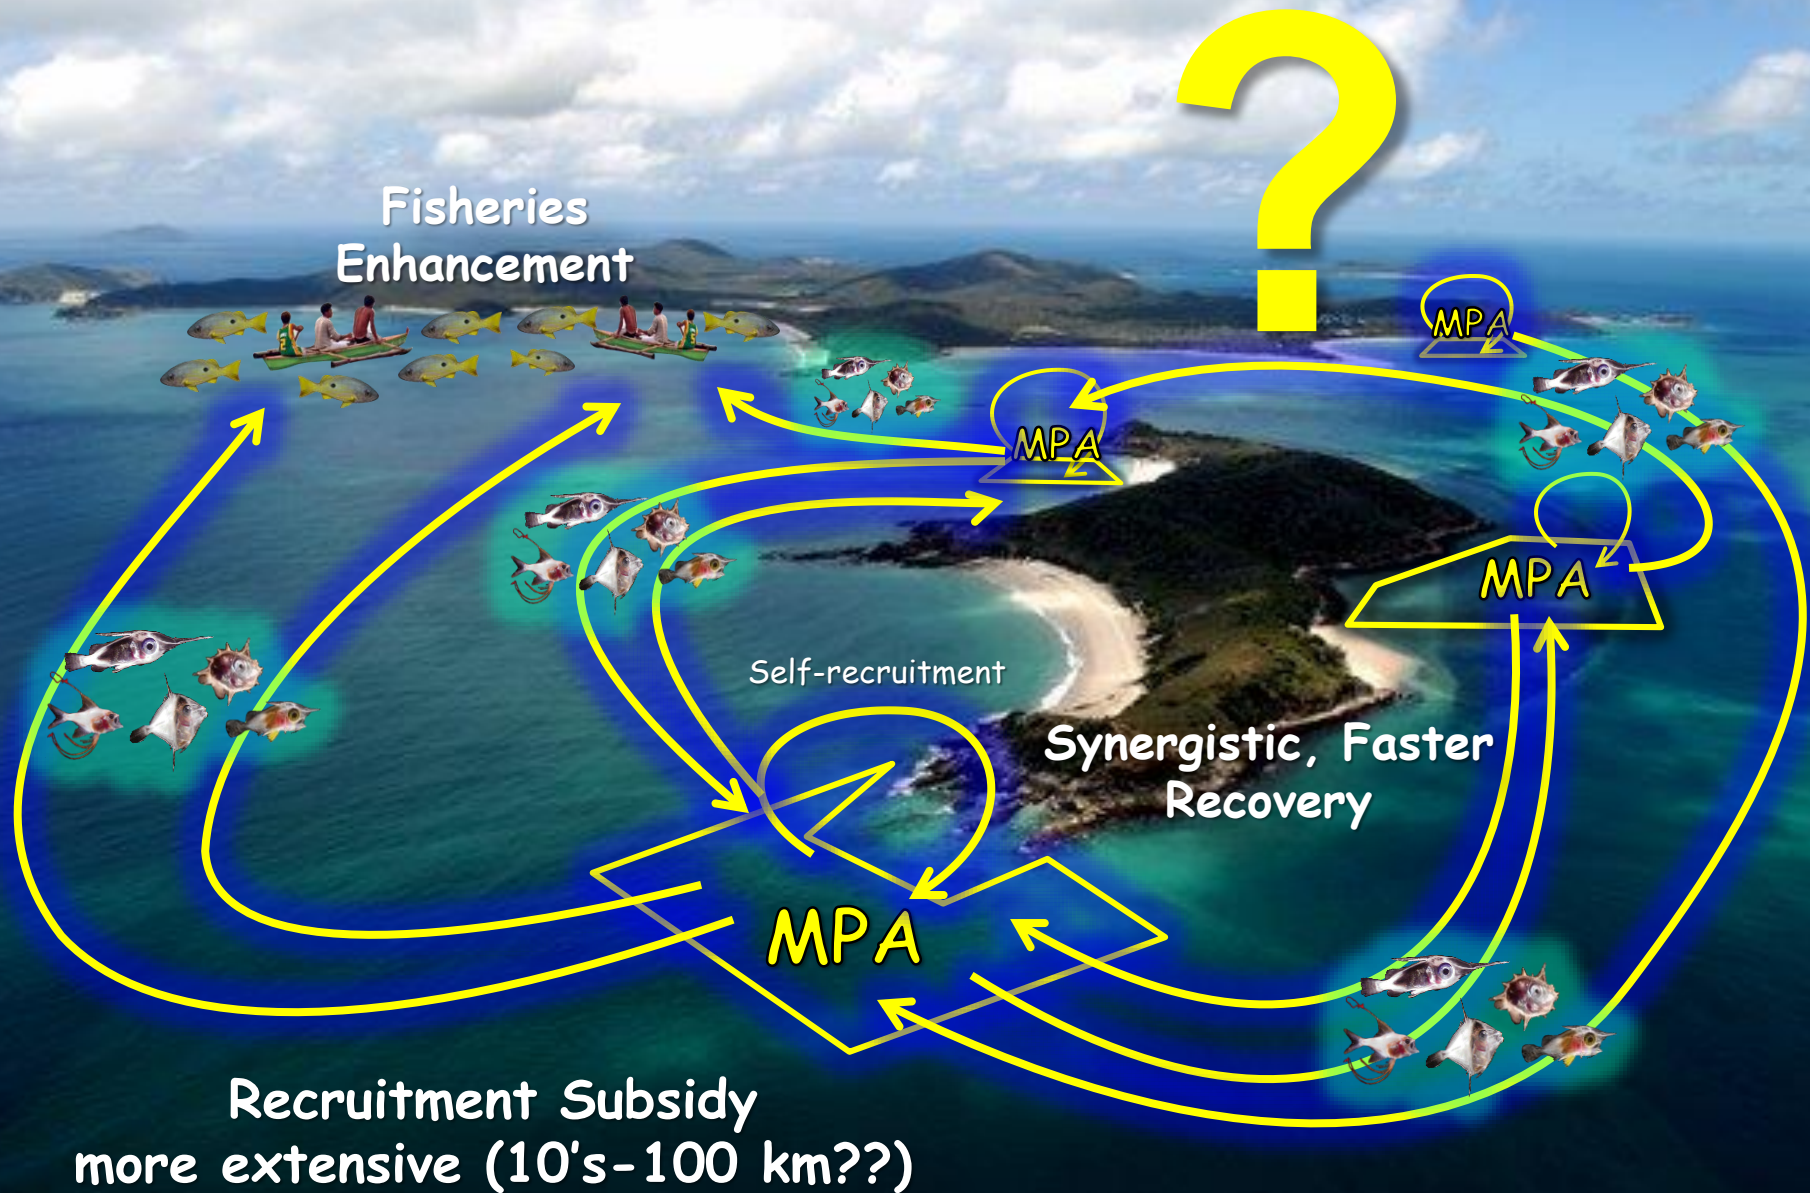 ?
Fisheries
Enhancement
MPA
MPA
MPA
Self-recruitment
Synergistic, Faster
Recovery
MPA
Recruitment Subsidy
more extensive (10's-100 km??)